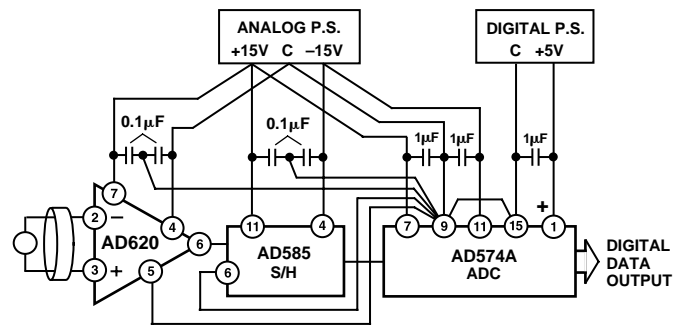 ANALOG P.S.
+15V C –15V
DIGITAL P.S.
C +5V
0.1µF
0.1µF
1µF
1µF
1µF
7
2
–
AD620
3
+
4
6
5
11
4
6
AD585
S/H
7
9
11
15
+
1
AD574A
ADC
DIGITAL
DATA
OUTPUT